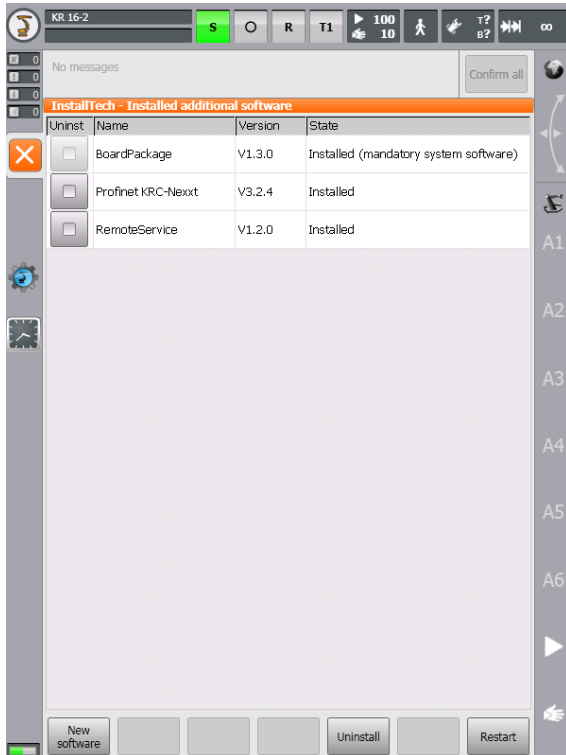 KR 16-2
S
O
R
T1
100
10
T?
B?
∞
0
0
0
0
No messages
Confirm all
InstallTech - Installed additional software
Uninst Name Version State
BoardPackage V1.3.0 Installed (mandatory system software)
Profinet KRC-Nexxt V3.2.4 Installed
RemoteService V1.2.0 Installed
A1
A2
A3
A4
A5
A6
New
software
Uninstall
Restart